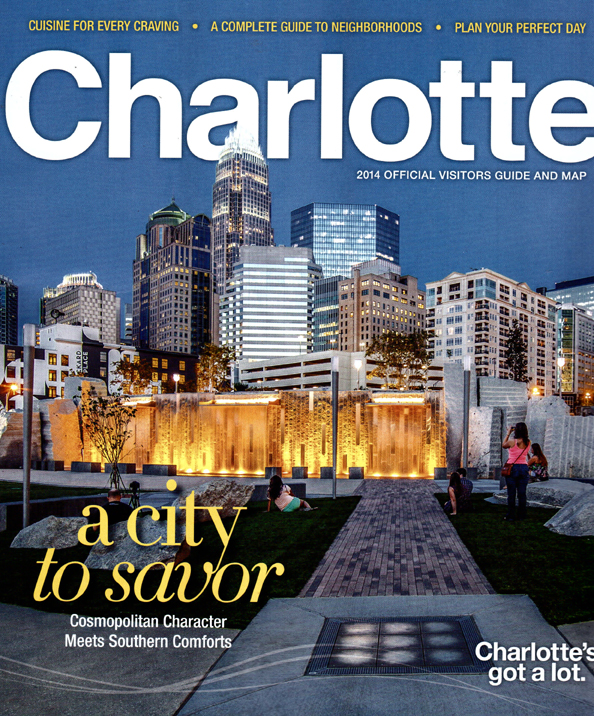 CUISINE FOR EVERY CRAVING • A COMPLETE GUIDE TO NEIGHBORHOODS • PLAN YOUR PERFECT DAY
Charlotte
2014 OFFICIAL VISITORS GUIDE AND MAP
a city
to savor
Cosmopolitan Character
Meets Southern Comforts
Charlotte's
got a lot.